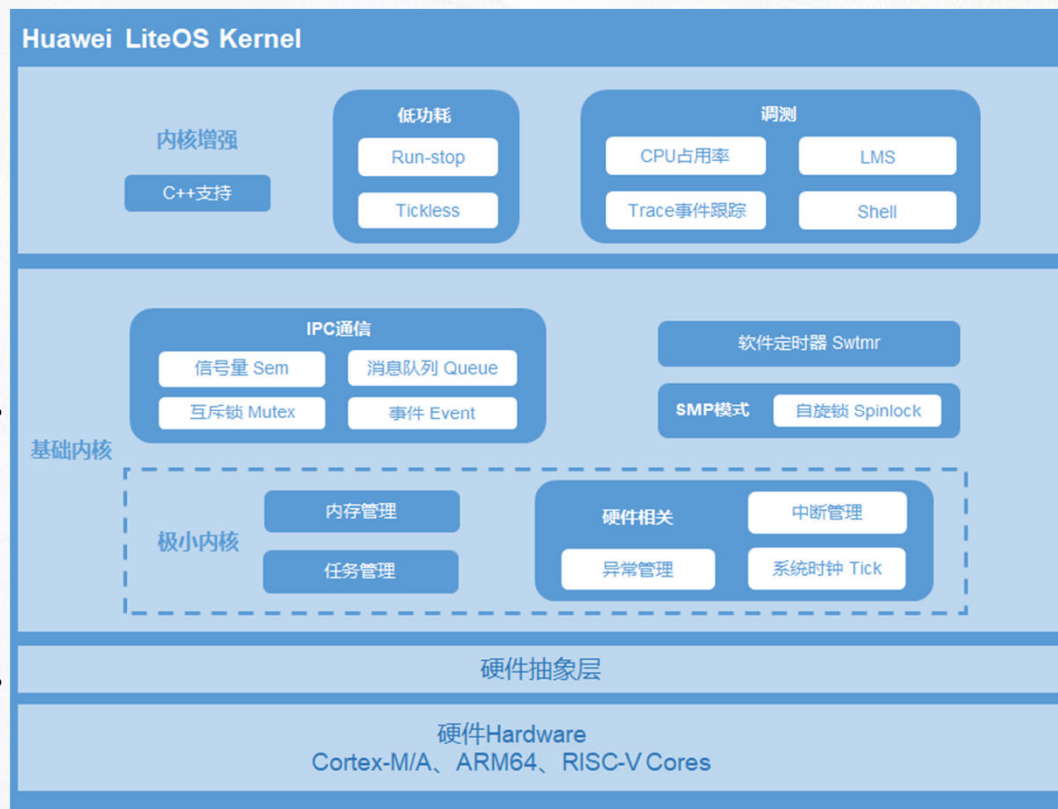 Huawei LiteOS Kernel
内核增强
C++支持
低功耗
Run-stop
Tickless
调测
CPU占用率
LMS
Trace事件跟踪
Shell
基础内核
IPC通信
信号量 Sem
消息队列 Queue
互斥锁 Mutex
事件 Event
软件定时器 Swtmr
SMP模式
自旋锁 Spinlock
极小内核
内存管理
任务管理
硬件相关
中断管理
异常管理
系统时钟 Tick
硬件抽象层
硬件Hardware
Cortex-M/A、ARM64、RISC-V Cores